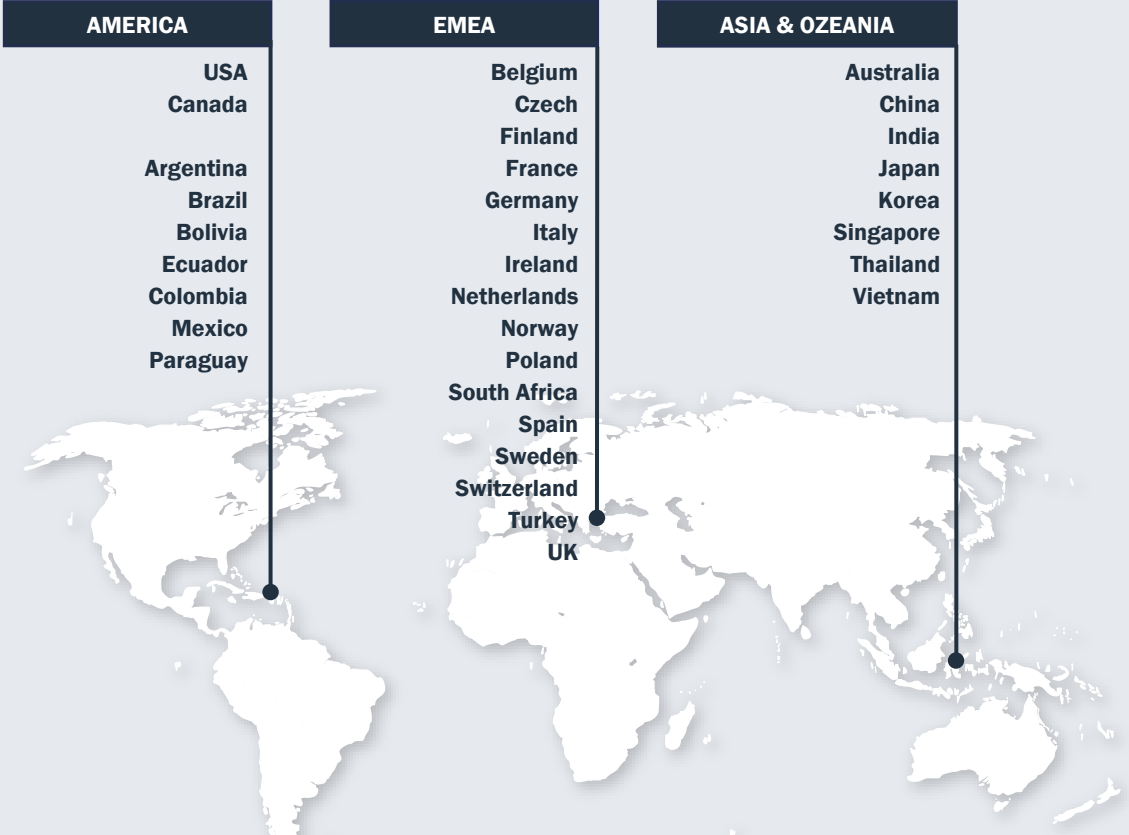 AMERICA
USA
Canada
Argentina
Brazil
Bolivia
Ecuador
Colombia
Mexico
Paraguay
EMEA
Belgium
Czech
Finland
France
Germany
Italy
Ireland
Netherlands
Norway
Poland
South Africa
Spain
Sweden
Switzerland
Turkey
UK
ASIA & OZEANIA
Australia
China
India
Japan
Korea
Singapore
Thailand
Vietnam